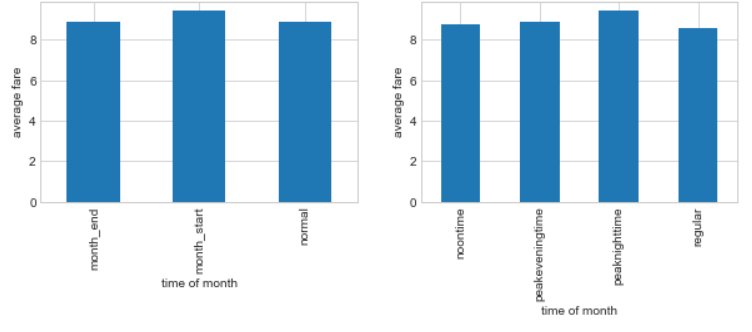 average fare
8
6
4
2
0
month_end
month_start
normal
time of month
average fare
8
6
4
2
0
noontime
peakeveningtime
peaknighttime
regular
time of month